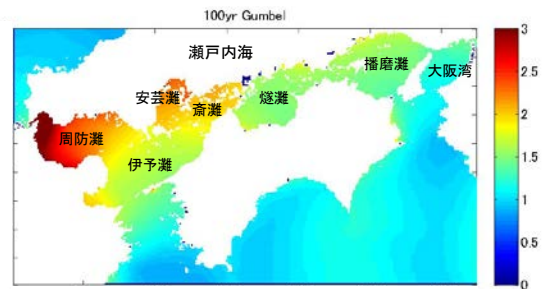 100yr Gumbel
瀬戸内海
播磨灘
大阪湾
安芸灘
斎灘
燧灘
周防灘
伊予灘
3
2.5
2
1.5
1
0.5
0